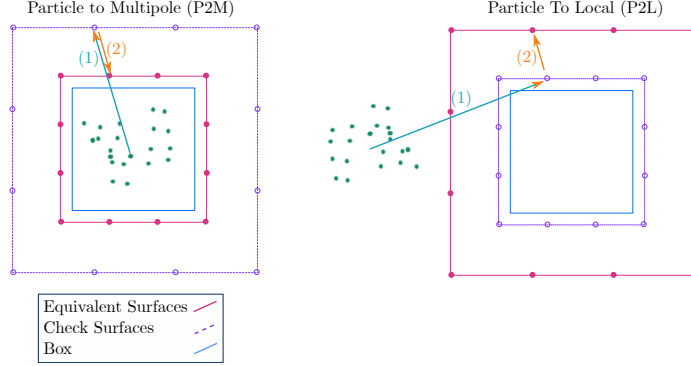 Particle to Multipole (P2M)
Particle To Local (P2L)
(1)
(2)
(1)
(2)
Equivalent Surfaces
Check Surfaces
Box